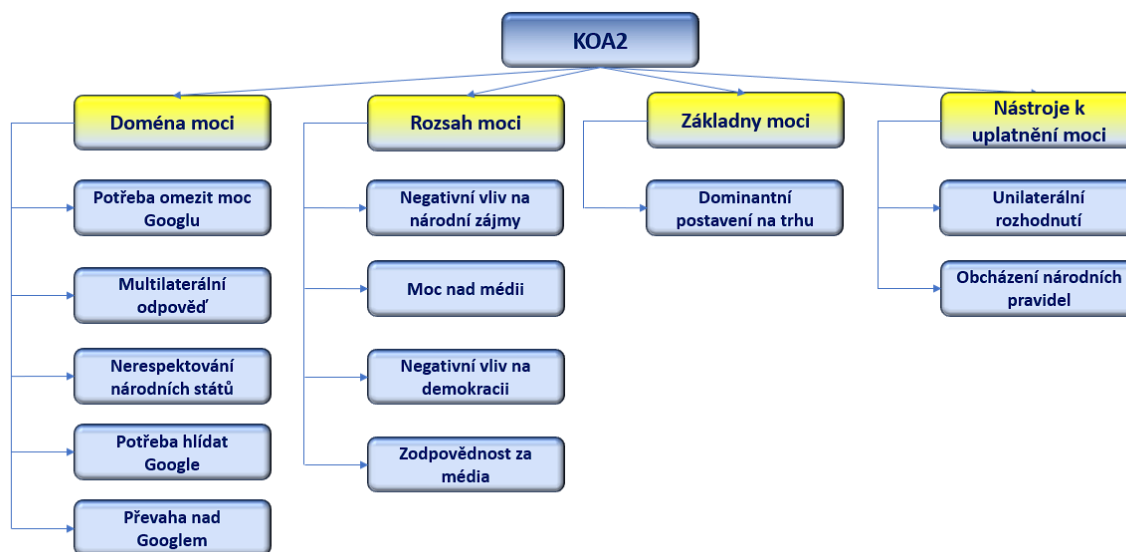 KOA2
Doména moci
Rozsah moci
Základny moci
Nástroje k
uplatnění moci
Potřeba omezit moc
Googlu
Multilaterální
odpověď
Nerespektování
národních států
Potřeba hlídat
Google
Převaha nad
Googlem
Negativní vliv na
národní zájmy
Moc nad médii
Negativní vliv na
demokracii
Zodpovědnost za
média
Dominantní
postavení na trhu
Unilaterální
rozhodnutí
Obcházení národních
pravidel